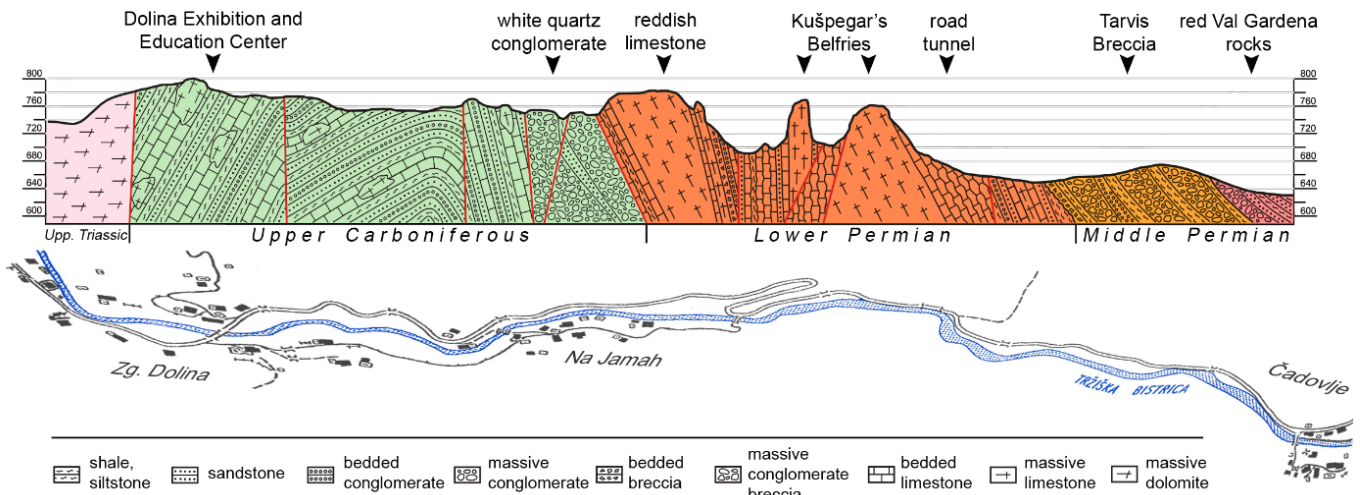 Dolina Exhibition and
Education Center
white quartz
conglomerate
reddish
limestone
Kušpegar's
Belfries
road
tunnel
Tarvis
Breccia
red Val Gardena
rocks
800
760
720
680
640
600
800
760
720
680
640
600
Upp. Triassic
Upper Carboniferous
Lower Permian
Middle Permian
Zg. Dolina
Na Jamah
TRŽIŠKA BISTRICA
Čadovlje
shale,
siltstone
sandstone
bedded
conglomerate
massive
conglomerate
bedded
breccia
massive
conglomerate
breccia
bedded
limestone
massive
limestone
massive
dolomite